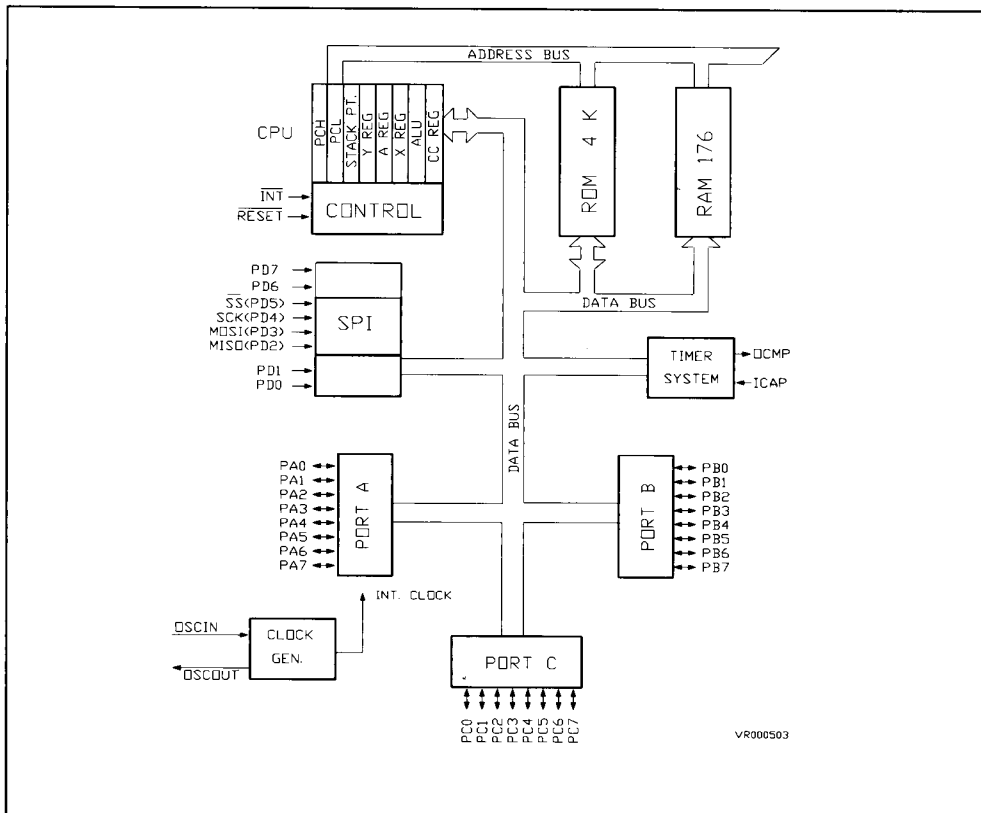 ADDRESS BUS
CPU
PCH
PCL
STACK PT.
Y REG
A REG
X REG
ALU
CC REG
ROM 4 K
RAM 176
INT
RESET
CONTROL
PD7
PD6
SS(PD5)
SCK(PD4)
MOSI(PD3)
MISO(PD2)
PD1
PD0
SPI
DATA BUS
TIMER
SYSTEM
OCMP
ICAP
DATA BUS
PA0
PA1
PA2
PA3
PA4
PA5
PA6
PA7
PORT A
PORT B
PB0
PB1
PB2
PB3
PB4
PB5
PB6
PB7
INT. CLOCK
OSCIN
OSCOUT
CLOCK
GEN.
PORT C
PC0
PC1
PC2
PC3
PC4
PC5
PC6
PC7
VR000503